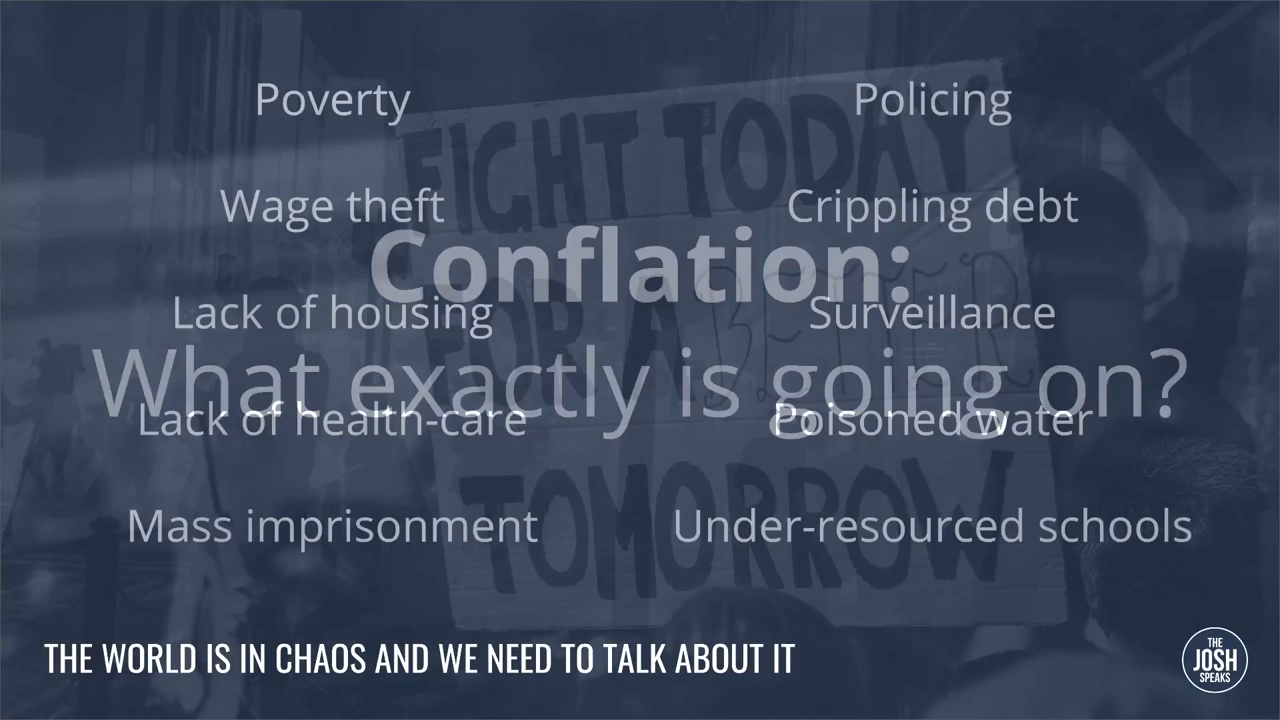 Poverty
Policing
FIGHT TODAY
Wage theft
Crippling debt
Conflation:
Lack of housing
Surveillance
FOR A BETTER
What exactly is going on?
Lack of health-care
Poisoned water
TOMORROW
Mass imprisonment
Under-resourced schools
THE WORLD IS IN CHAOS AND WE NEED TO TALK ABOUT IT
THE
JOSH
SPEAKS